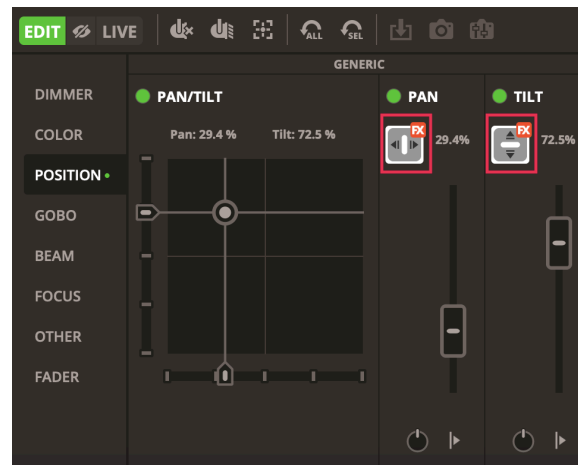 EDIT LIVE ALL SEL
GENERIC
DIMMER
COLOR
POSITION
GOBO
BEAM
FOCUS
OTHER
FADER
PAN/TILT
Pan: 29.4 % Tilt: 72.5 %
PAN
FX
29.4%
TILT
FX
72.5%